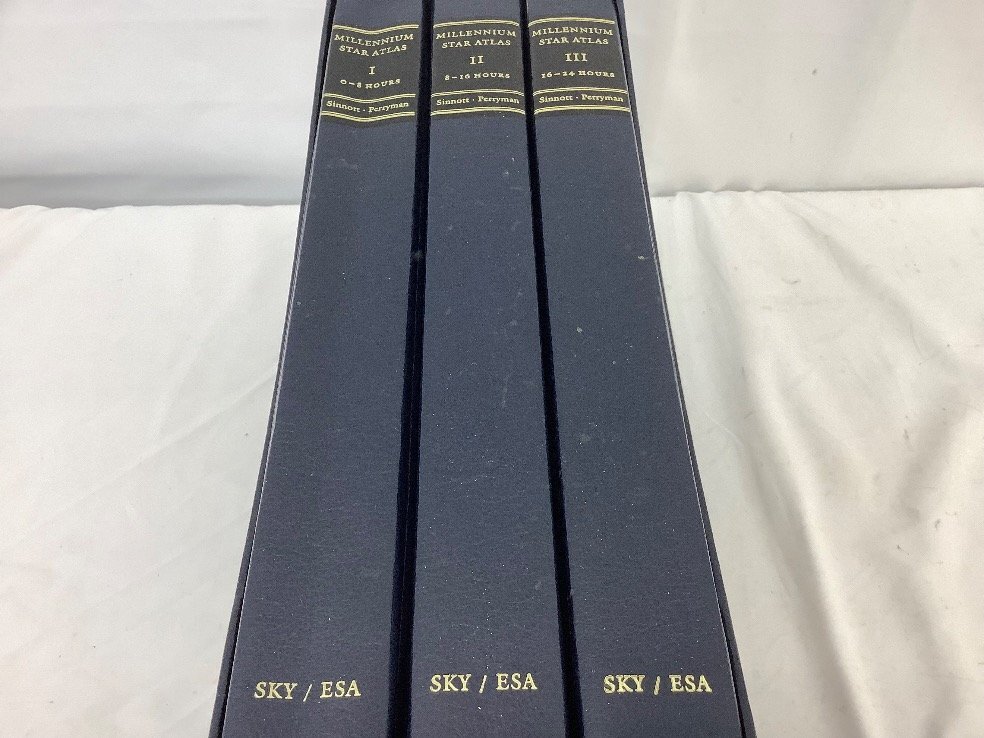 MILLENNIUM
STAR ATLAS
I
0–8 HOURS
Sinnott · Perryman
SKY / ESA
MILLENNIUM
STAR ATLAS
II
8–16 HOURS
Sinnott · Perryman
SKY / ESA
MILLENNIUM
STAR ATLAS
III
16–24 HOURS
Sinnott · Perryman
SKY / ESA